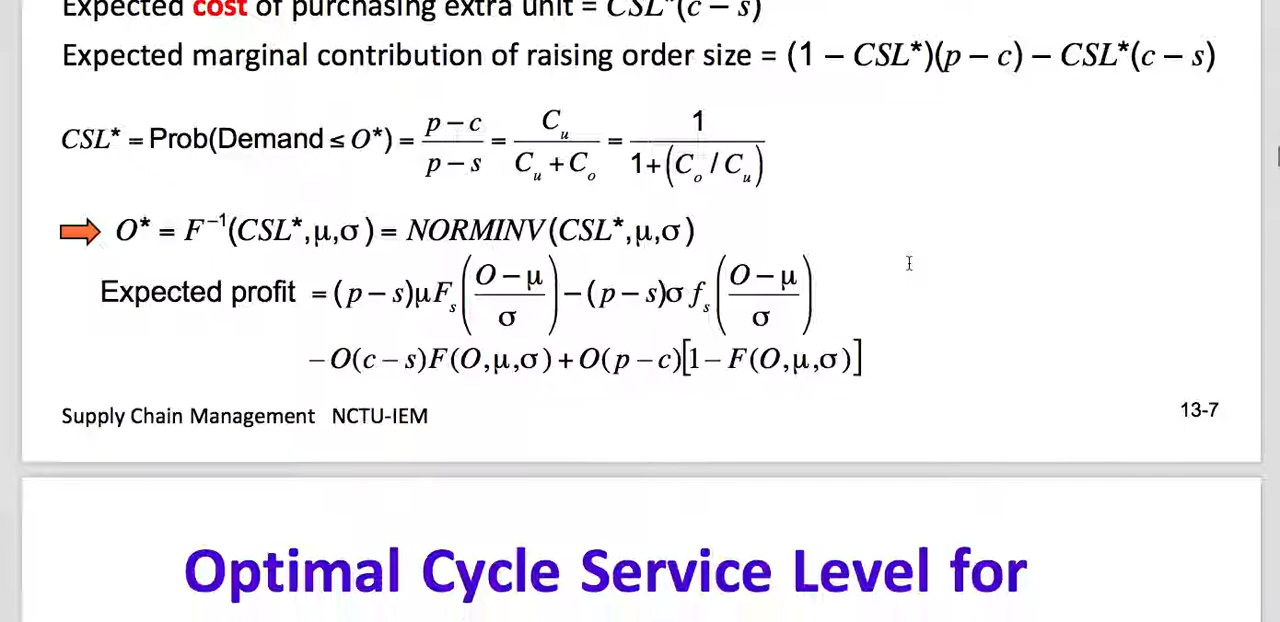 Expected cost of purchasing extra unit = CSL*(c – s)
Expected marginal contribution of raising order size = (1 – CSL*)(p – c) – CSL*(c – s)
CSL* = Prob(Demand ≤ O*) = (p – c)/(p – s) = C_u/(C_u + C_o) = 1/(1+(C_o / C_u))
O* = F⁻¹(CSL*,μ,σ) = NORMINV(CSL*,μ,σ)
Expected profit = (p – s)μF_s((O – μ)/σ) – (p – s)σ f_s((O – μ)/σ)
– O(c – s)F(O,μ,σ) + O(p – c)[1 – F(O,μ,σ)]
Supply Chain Management NCTU-IEM
13-7
Optimal Cycle Service Level for